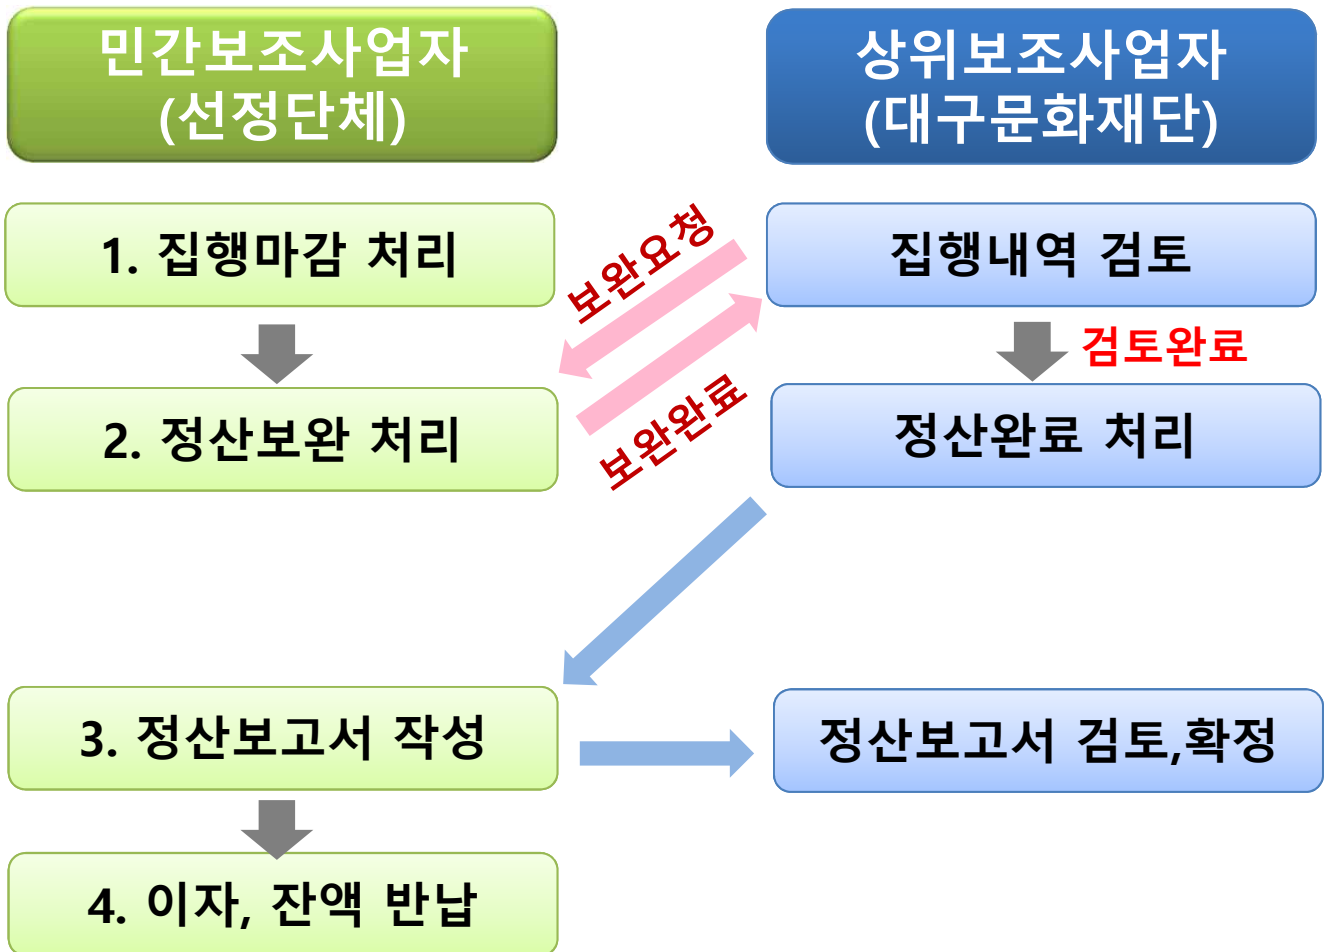 민간보조사업자
(선정단체)
상위보조사업자
(대구문화재단)
1. 집행마감 처리
보완요청
집행내역 검토
검토완료
2. 정산보완 처리
보완완료
정산완료 처리
3. 정산보고서 작성
정산보고서 검토,확정
4. 이자, 잔액 반납